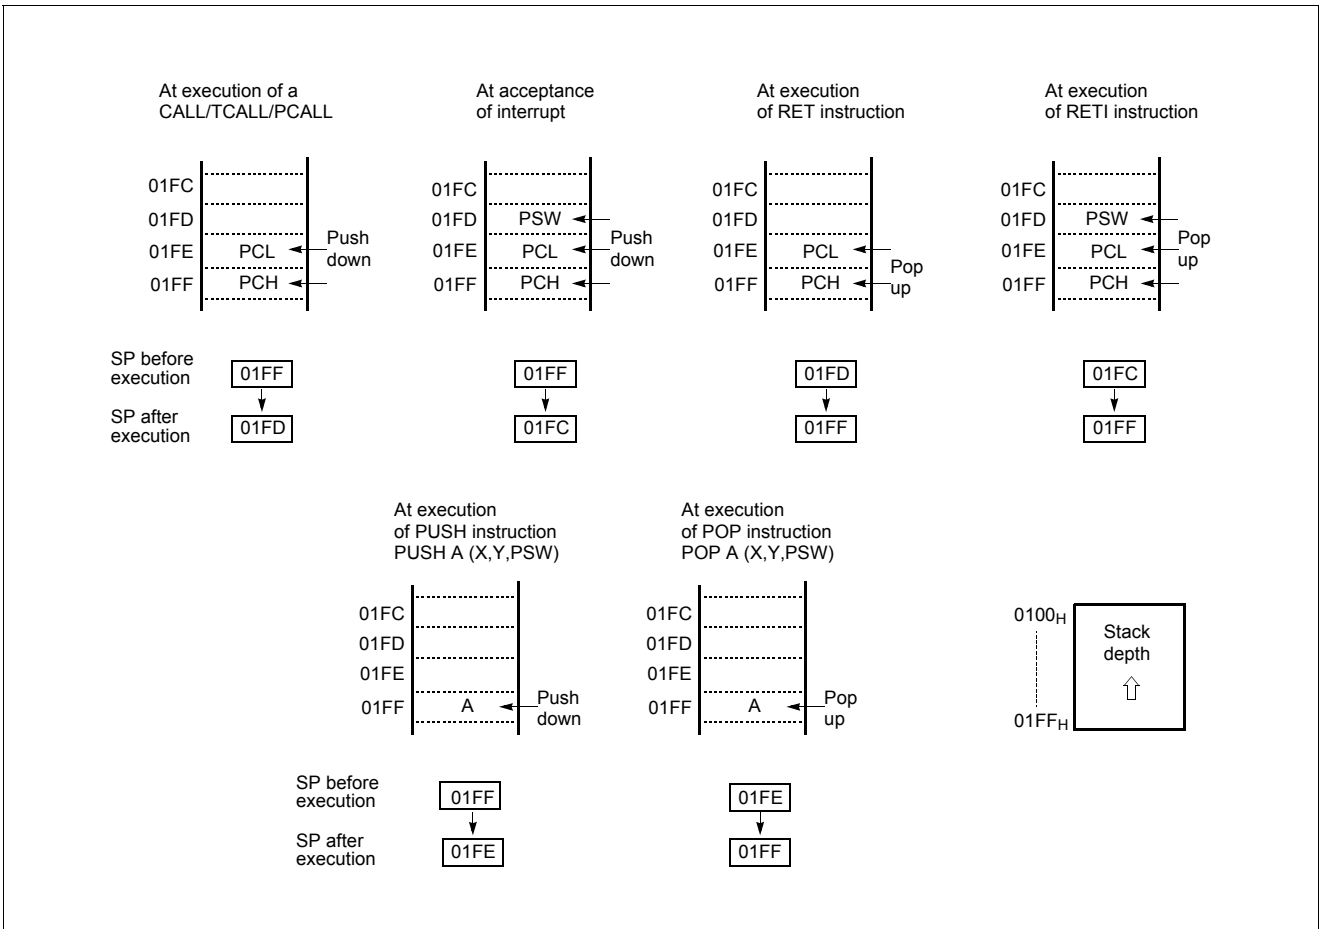 At execution of a
CALL/TCALL/PCALL
01FC
01FD
01FE PCL
01FF PCH
Push
down
At acceptance
of interrupt
01FC
01FD PSW
01FE PCL
01FF PCH
Push
down
At execution
of RET instruction
01FC
01FD
01FE PCL
01FF PCH
Pop
up
At execution
of RETI instruction
01FC
01FD PSW
01FE PCL
01FF PCH
Pop
up
SP before
execution
01FF
01FF
01FD
01FC
SP after
execution
01FD
01FC
01FF
01FF
At execution
of PUSH instruction
PUSH A (X,Y,PSW)
01FC
01FD
01FE
01FF A
Push
down
At execution
of POP instruction
POP A (X,Y,PSW)
01FC
01FD
01FE
01FF A
Pop
up
0100H
Stack
depth
01FFH
SP before
execution
01FF
01FE
SP after
execution
01FE
01FF